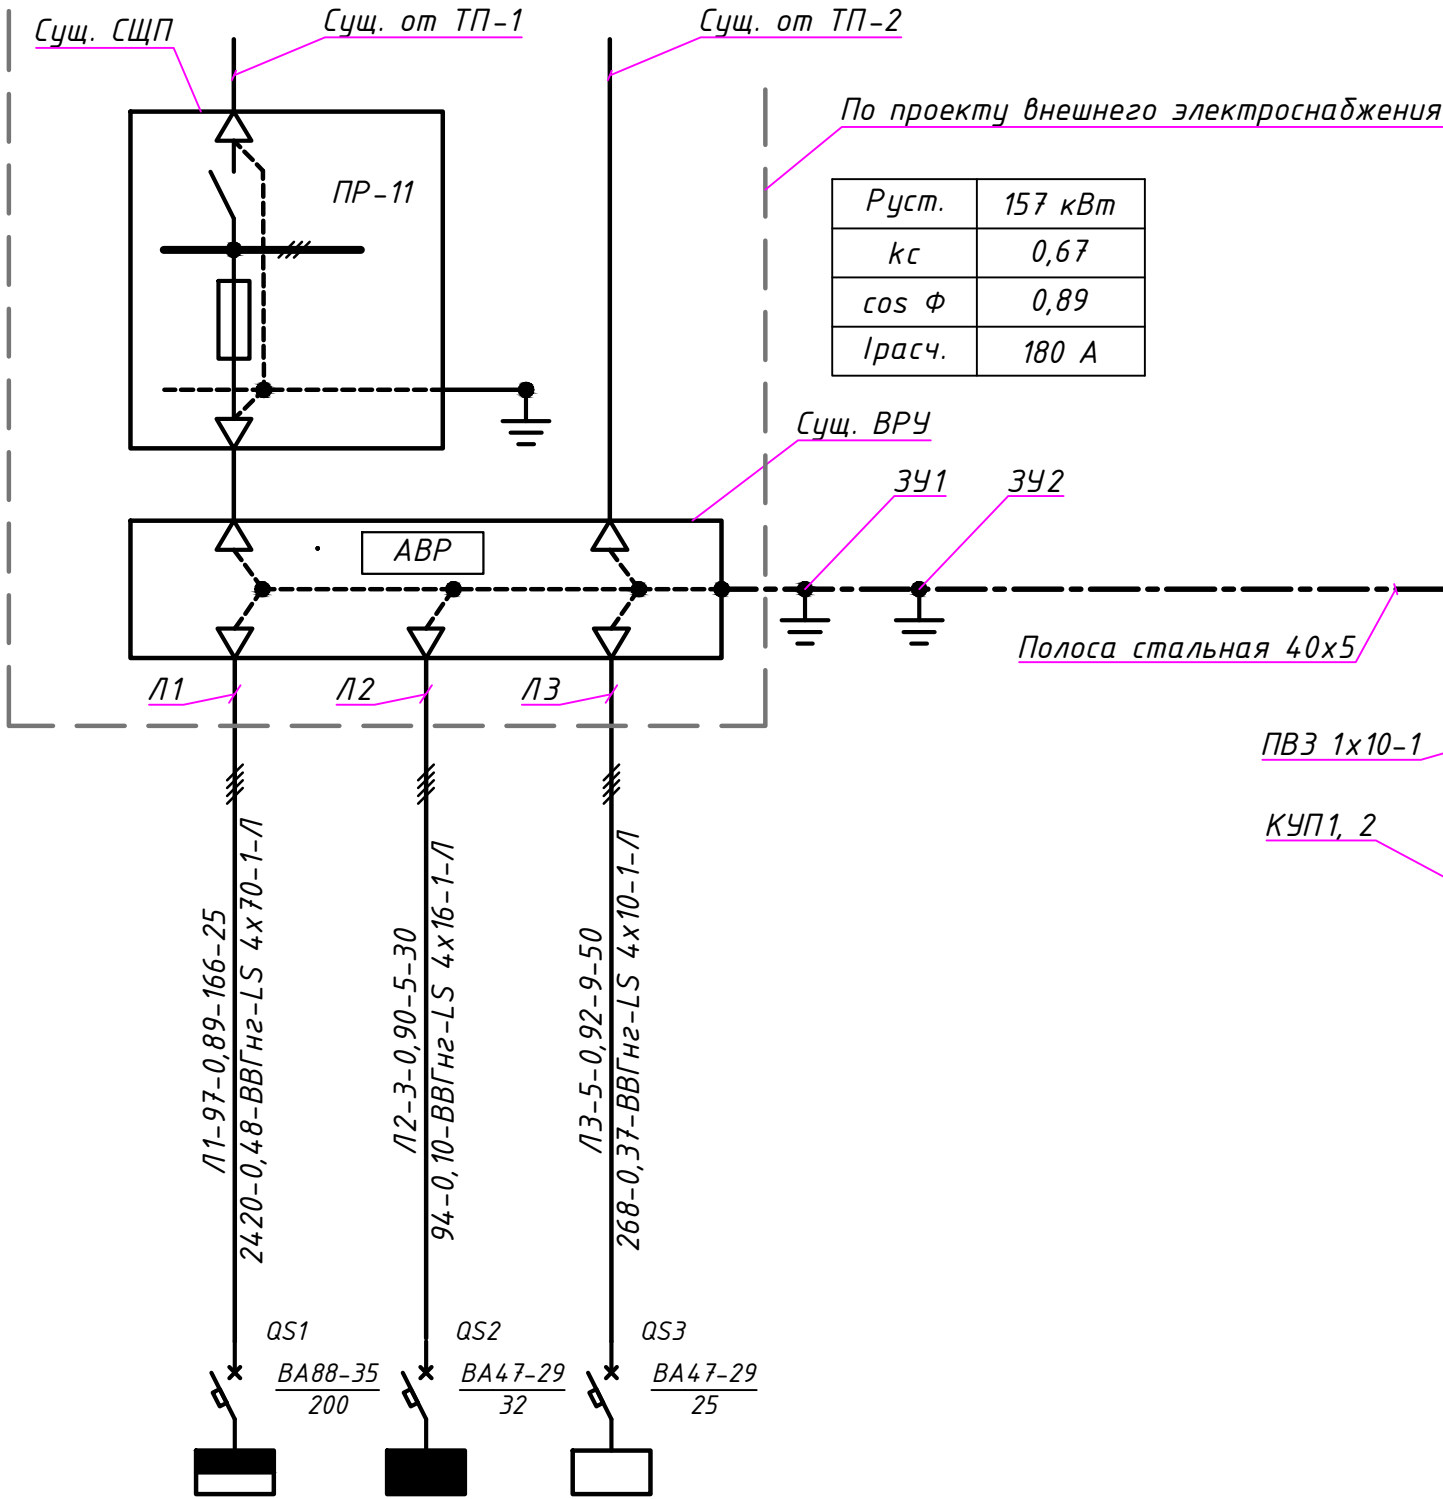 Сущ. СЩП
Сущ. от ТП-1
Сущ. от ТП-2
По проекту внешнего электроснабжения
ПР-11
Руст. 157 кВт
kc 0,67
cos Ф 0,89
Iрасч. 180 А
Сущ. ВРУ
ЗУ1
ЗУ2
АВР
Полоса стальная 40х5
Л1
Л2
Л3
ПВ3 1х10-1
КУП1, 2
Л1-97-0,89-166-25
2420-0,48-ВВГнг-LS 4х70-1-Л
Л2-3-0,90-5-30
94-0,10-ВВГнг-LS 4х16-1-Л
Л3-5-0,92-9-50
268-0,37-ВВГнг-LS 4х10-1-Л
QS1
QS2
QS3
ВА88-35
200
ВА47-29
32
ВА47-29
25